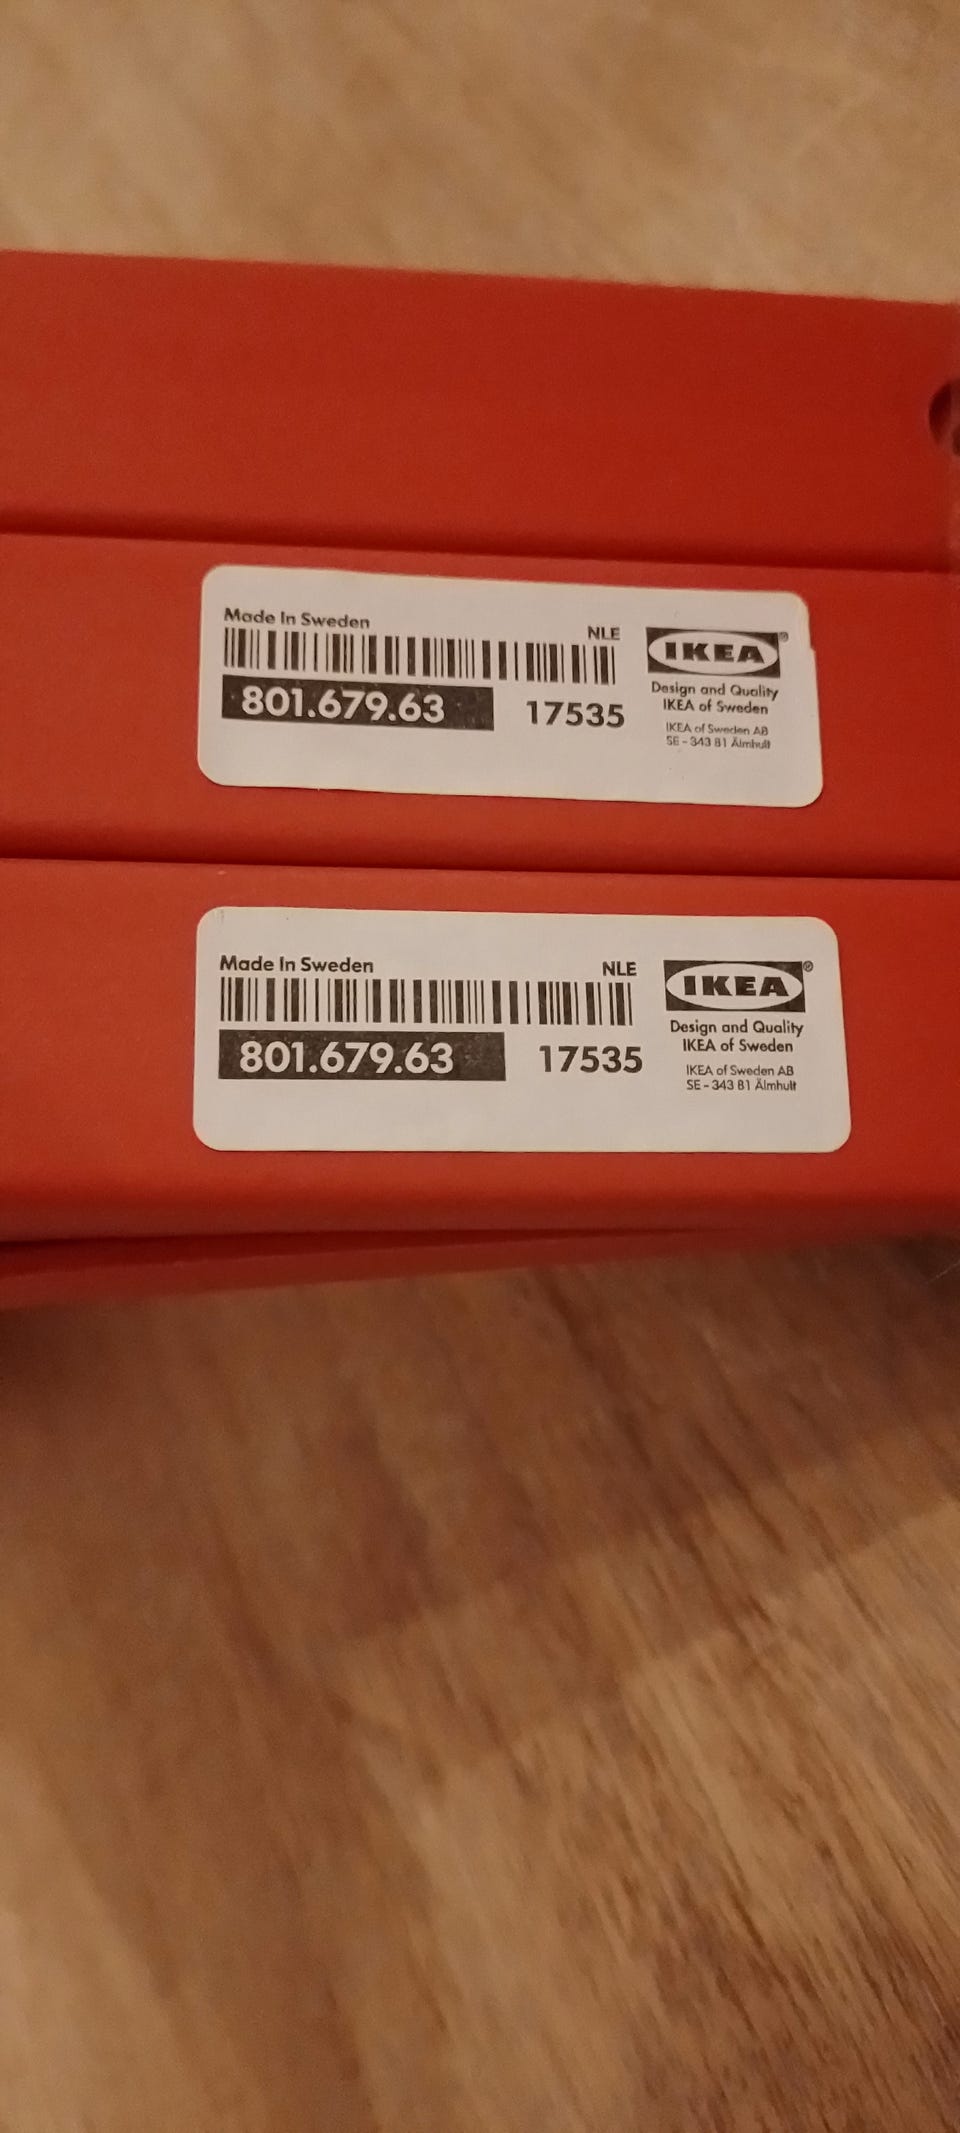 Made In Sweden
NLE
801.679.63
17535
IKEA®
Design and Quality
IKEA of Sweden
IKEA of Sweden AB
SE - 343 81 Älmhult
Made In Sweden
NLE
801.679.63
17535
IKEA®
Design and Quality
IKEA of Sweden
IKEA of Sweden AB
SE - 343 81 Älmhult